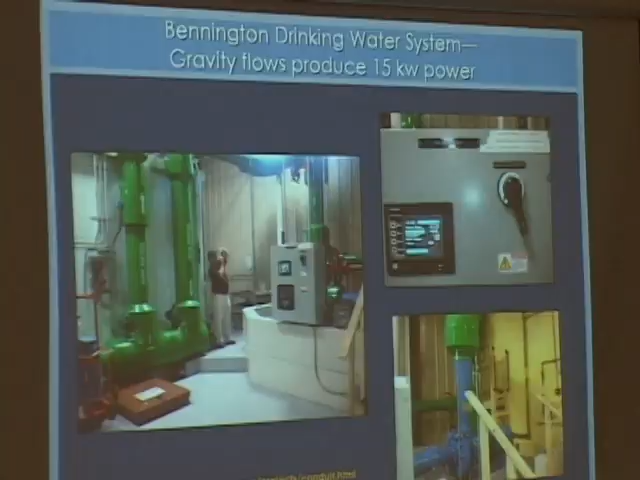 Bennington Drinking Water System—
Gravity flows produce 15 kw power